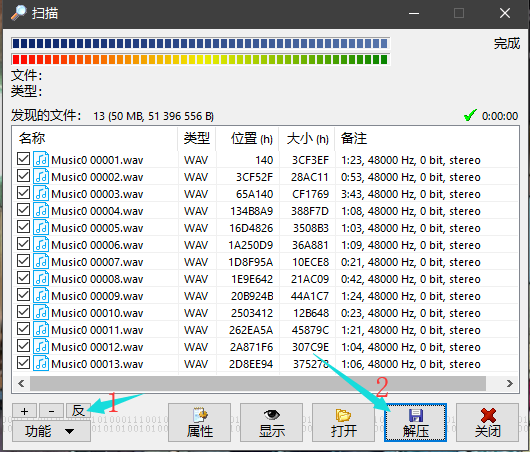 扫描
完成
文件:
类型:
发现的文件: 13 (50 MB, 51 396 556 B) 0:00:00
名称 类型 位置 (h) 大小 (h) 备注
Music0 00001.wav WAV 140 3CF3EF 1:23, 48000 Hz, 0 bit, stereo
Music0 00002.wav WAV 3CF52F 28AC11 0:53, 48000 Hz, 0 bit, stereo
Music0 00003.wav WAV 65A140 CF1769 3:43, 48000 Hz, 0 bit, stereo
Music0 00004.wav WAV 134B8A9 388F7D 1:08, 48000 Hz, 0 bit, stereo
Music0 00005.wav WAV 16D4826 3508B3 1:03, 48000 Hz, 0 bit, stereo
Music0 00006.wav WAV 1A250D9 36A881 1:09, 48000 Hz, 0 bit, stereo
Music0 00007.wav WAV 1D8F95A 10ECE8 0:21, 48000 Hz, 0 bit, stereo
Music0 00008.wav WAV 1E9E642 21AC09 0:42, 48000 Hz, 0 bit, stereo
Music0 00009.wav WAV 20B924B 44A1C7 1:24, 48000 Hz, 0 bit, stereo
Music0 00010.wav WAV 2503412 12B648 0:23, 48000 Hz, 0 bit, stereo
Music0 00011.wav WAV 262EA5A 45879C 1:21, 48000 Hz, 0 bit, stereo
Music0 00012.wav WAV 2A871F6 307C9E 1:04, 48000 Hz, 0 bit, stereo
Music0 00013.wav WAV 2D8EE94 375278 1:06, 48000 Hz, 0 bit, stereo
1 2
+ - 反
功能 属性 显示 打开 解压 关闭